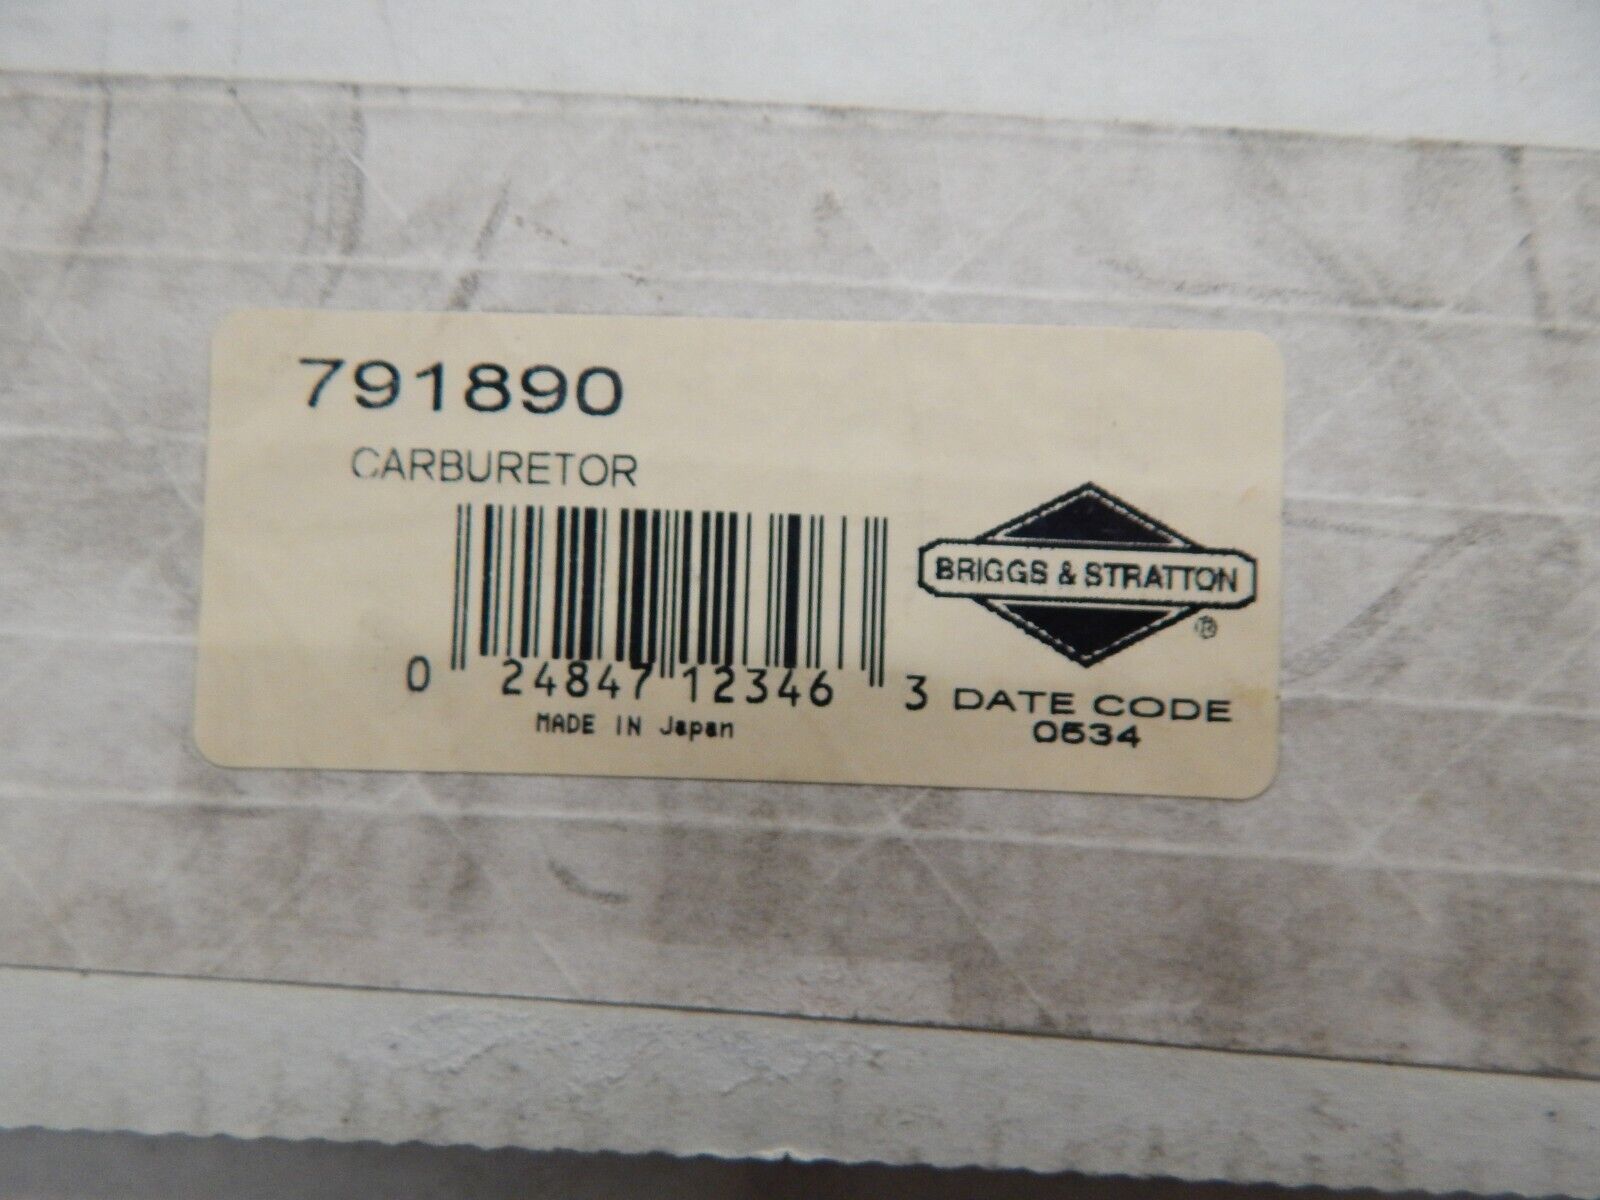 791890
CARBURETOR
BRIGGS & STRATTON
®
0 24847 12346 3
MADE IN Japan
DATE CODE
0534